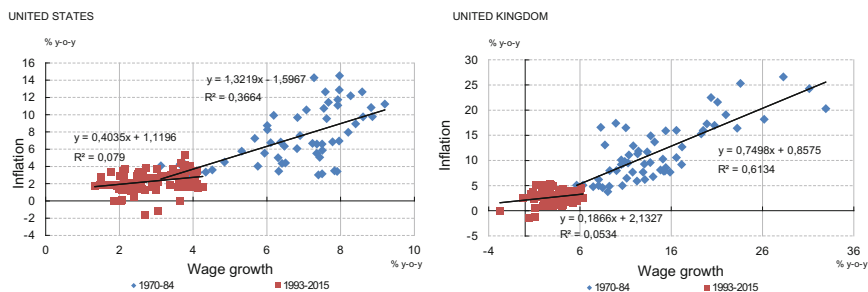 UNITED STATES
% y-o-y
16
14
12
10
8
6
4
2
0
-2
-4
Inflation
y = 1,3219x - 1,5967
R² = 0,3664
y = 0,4035x + 1,1196
R² = 0,079
0 2 4 6 8 10
Wage growth
% y-o-y
1970-84 1993-2015
UNITED KINGDOM
% y-o-y
30
25
20
15
10
5
0
-5
Inflation
y = 0,7498x + 0,8575
R² = 0,6134
y = 0,1866x + 2,1327
R² = 0,0534
-4 6 16 26 36
Wage growth
% y-o-y
1970-84 1993-2015